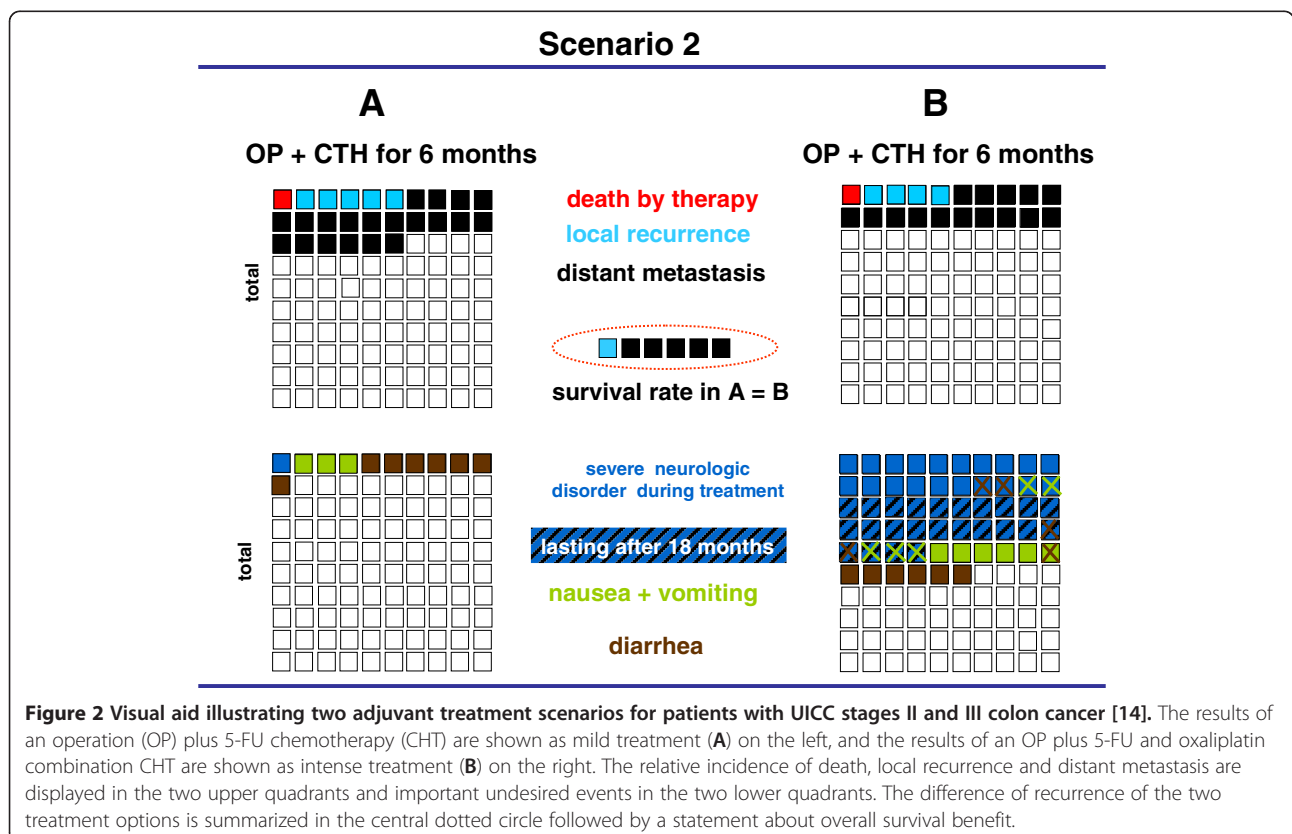 Scenario 2
A
B
OP + CTH for 6 months
OP + CTH for 6 months
total
death by therapy
local recurrence
distant metastasis
survival rate in A = B
total
severe neurologic
disorder during treatment
lasting after 18 months
nausea + vomiting
diarrhea
Figure 2 Visual aid illustrating two adjuvant treatment scenarios for patients with UICC stages II and III colon cancer [14]. The results of
an operation (OP) plus 5-FU chemotherapy (CHT) are shown as mild treatment (A) on the left, and the results of an OP plus 5-FU and oxaliplatin
combination CHT are shown as intense treatment (B) on the right. The relative incidence of death, local recurrence and distant metastasis are
displayed in the two upper quadrants and important undesired events in the two lower quadrants. The difference of recurrence of the two
treatment options is summarized in the central dotted circle followed by a statement about overall survival benefit.